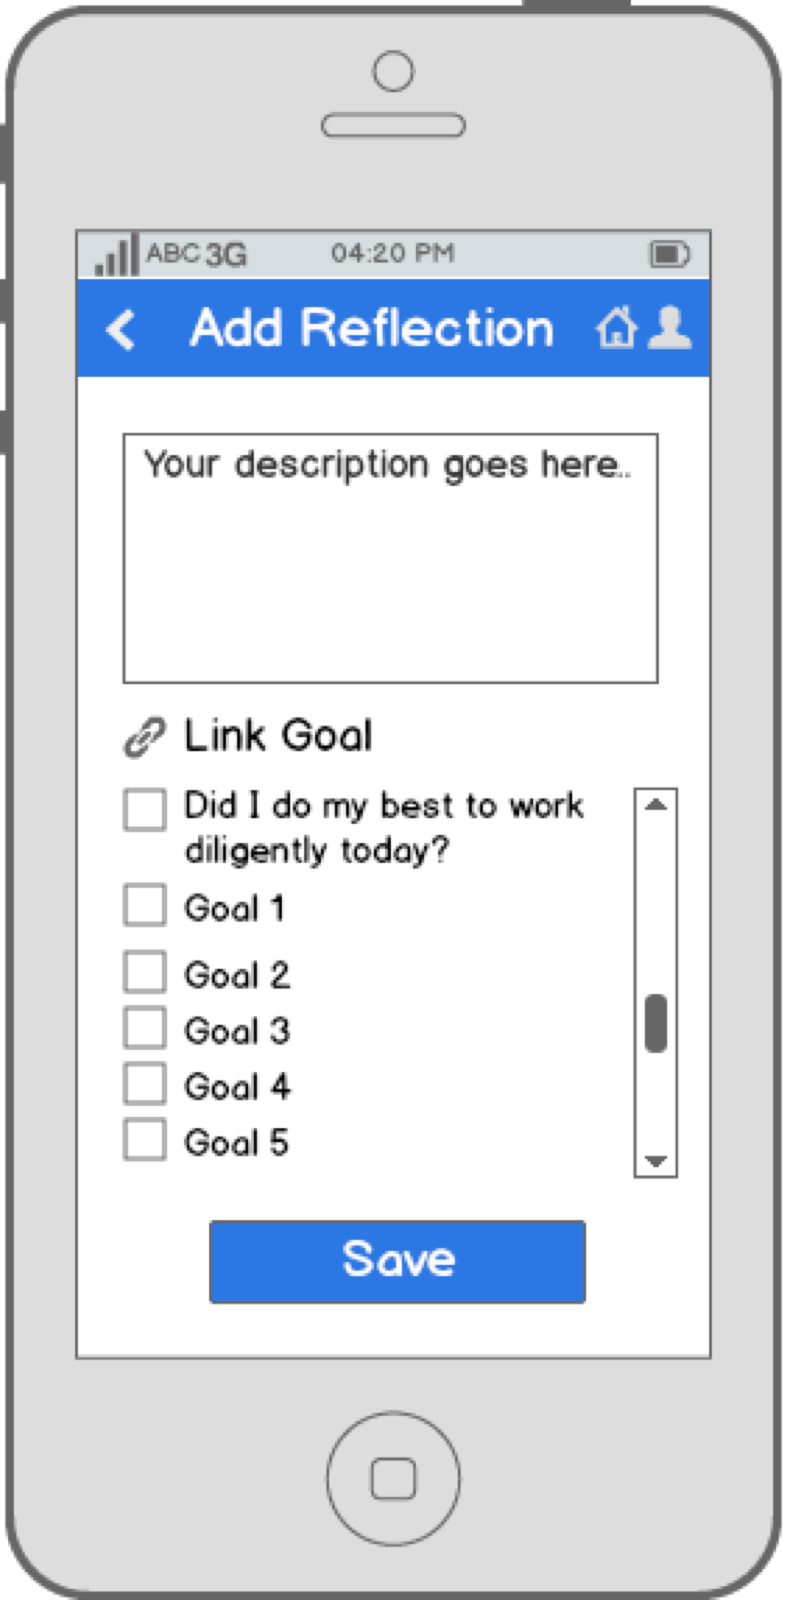 ABC 3G 04:20 PM
Add Reflection
Your description goes here..
Link Goal
Did I do my best to work
diligently today?
Goal 1
Goal 2
Goal 3
Goal 4
Goal 5
Save